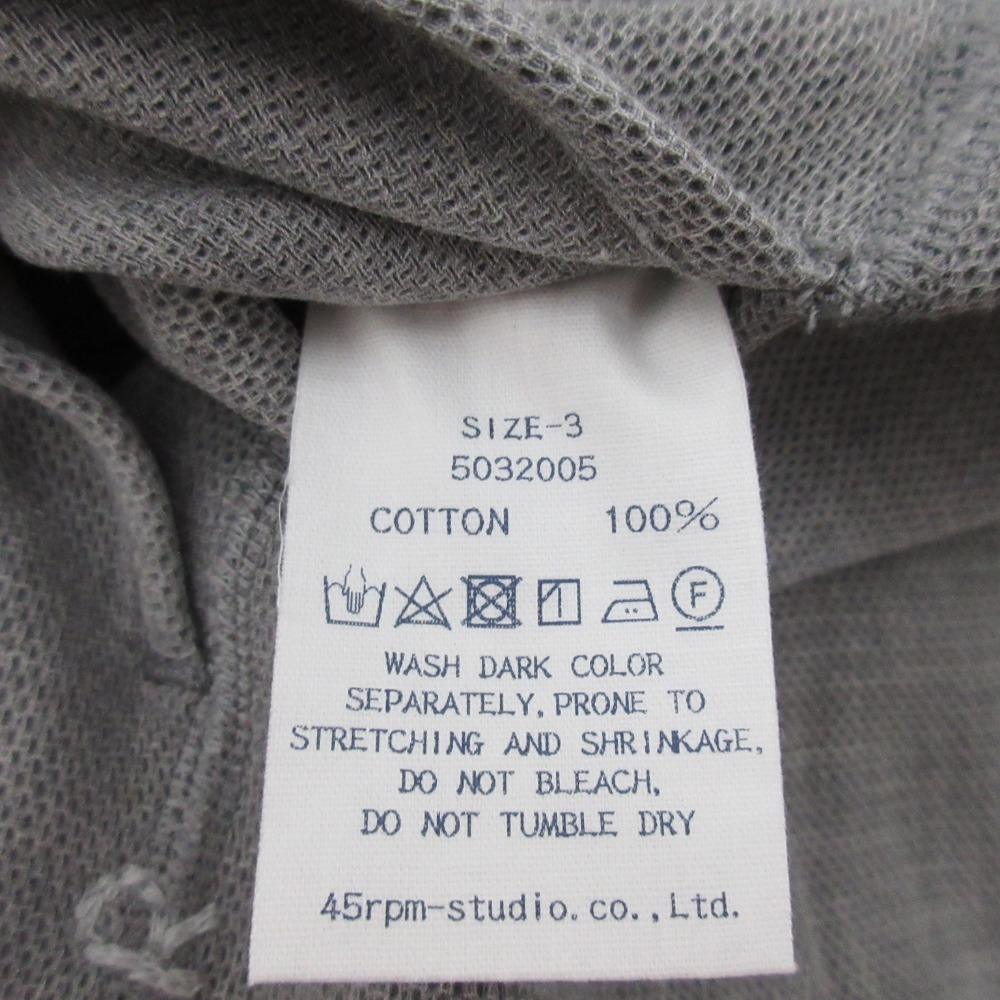 SIZE-3
5032005
COTTON 100%
F
WASH DARK COLOR
SEPARATELY, PRONE TO
STRETCHING AND SHRINKAGE,
DO NOT BLEACH,
DO NOT TUMBLE DRY
45rpm-studio.co.,Ltd.